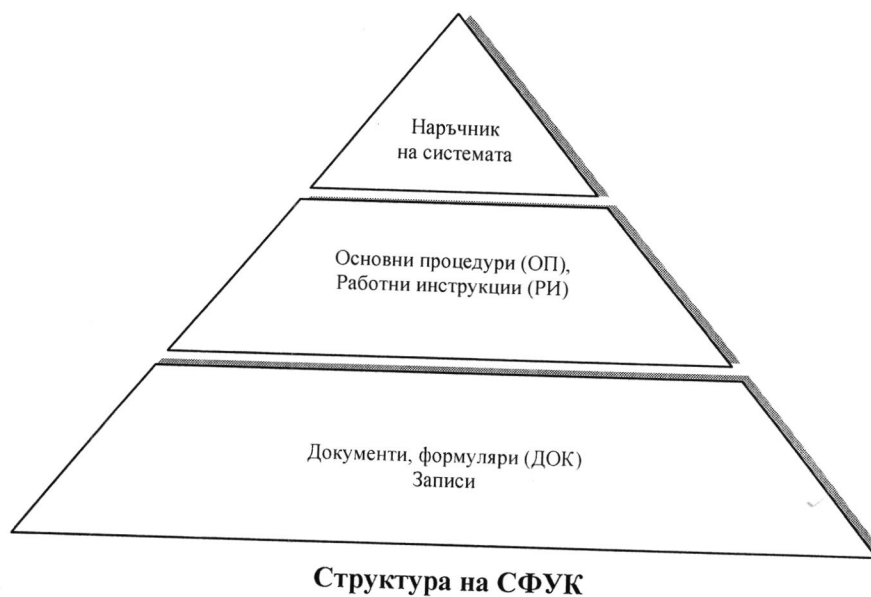 Наръчник
на системата
Основни процедури (ОП),
Работни инструкции (РИ)
Документи, формуляри (ДОК)
Записи
Структура на СФУК